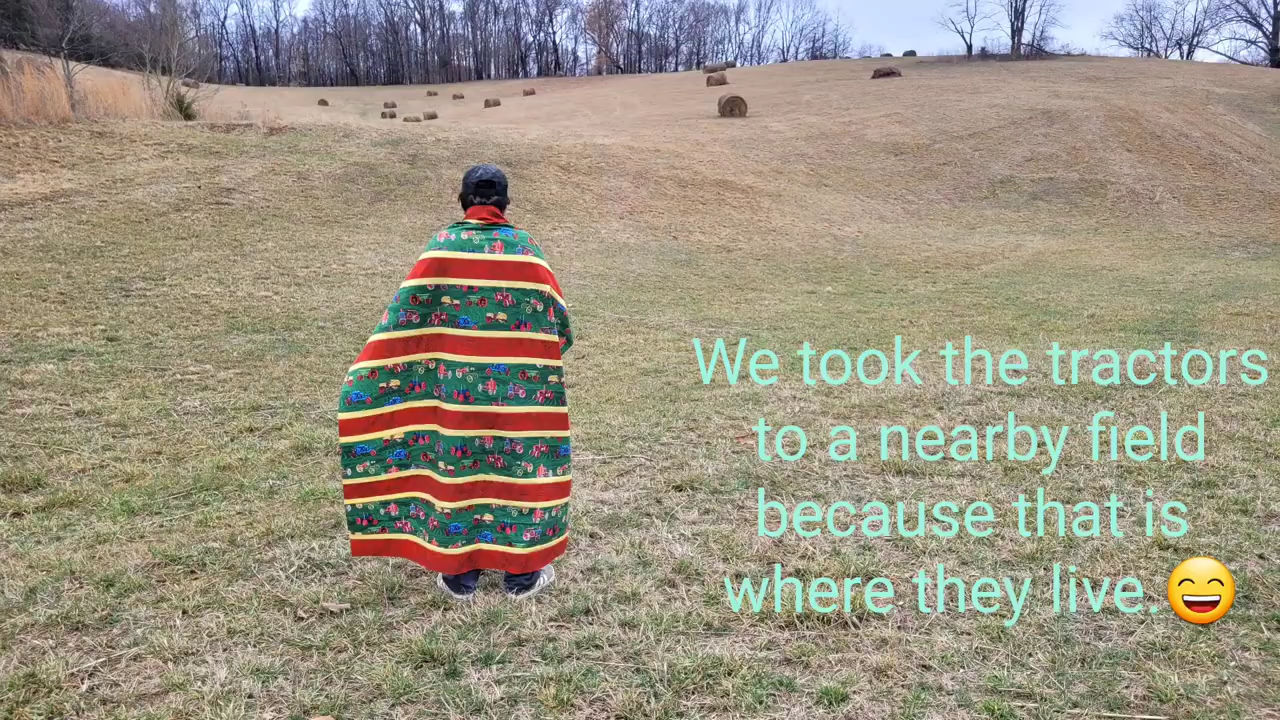 We took the tractors
to a nearby field
because that is
where they live.😄